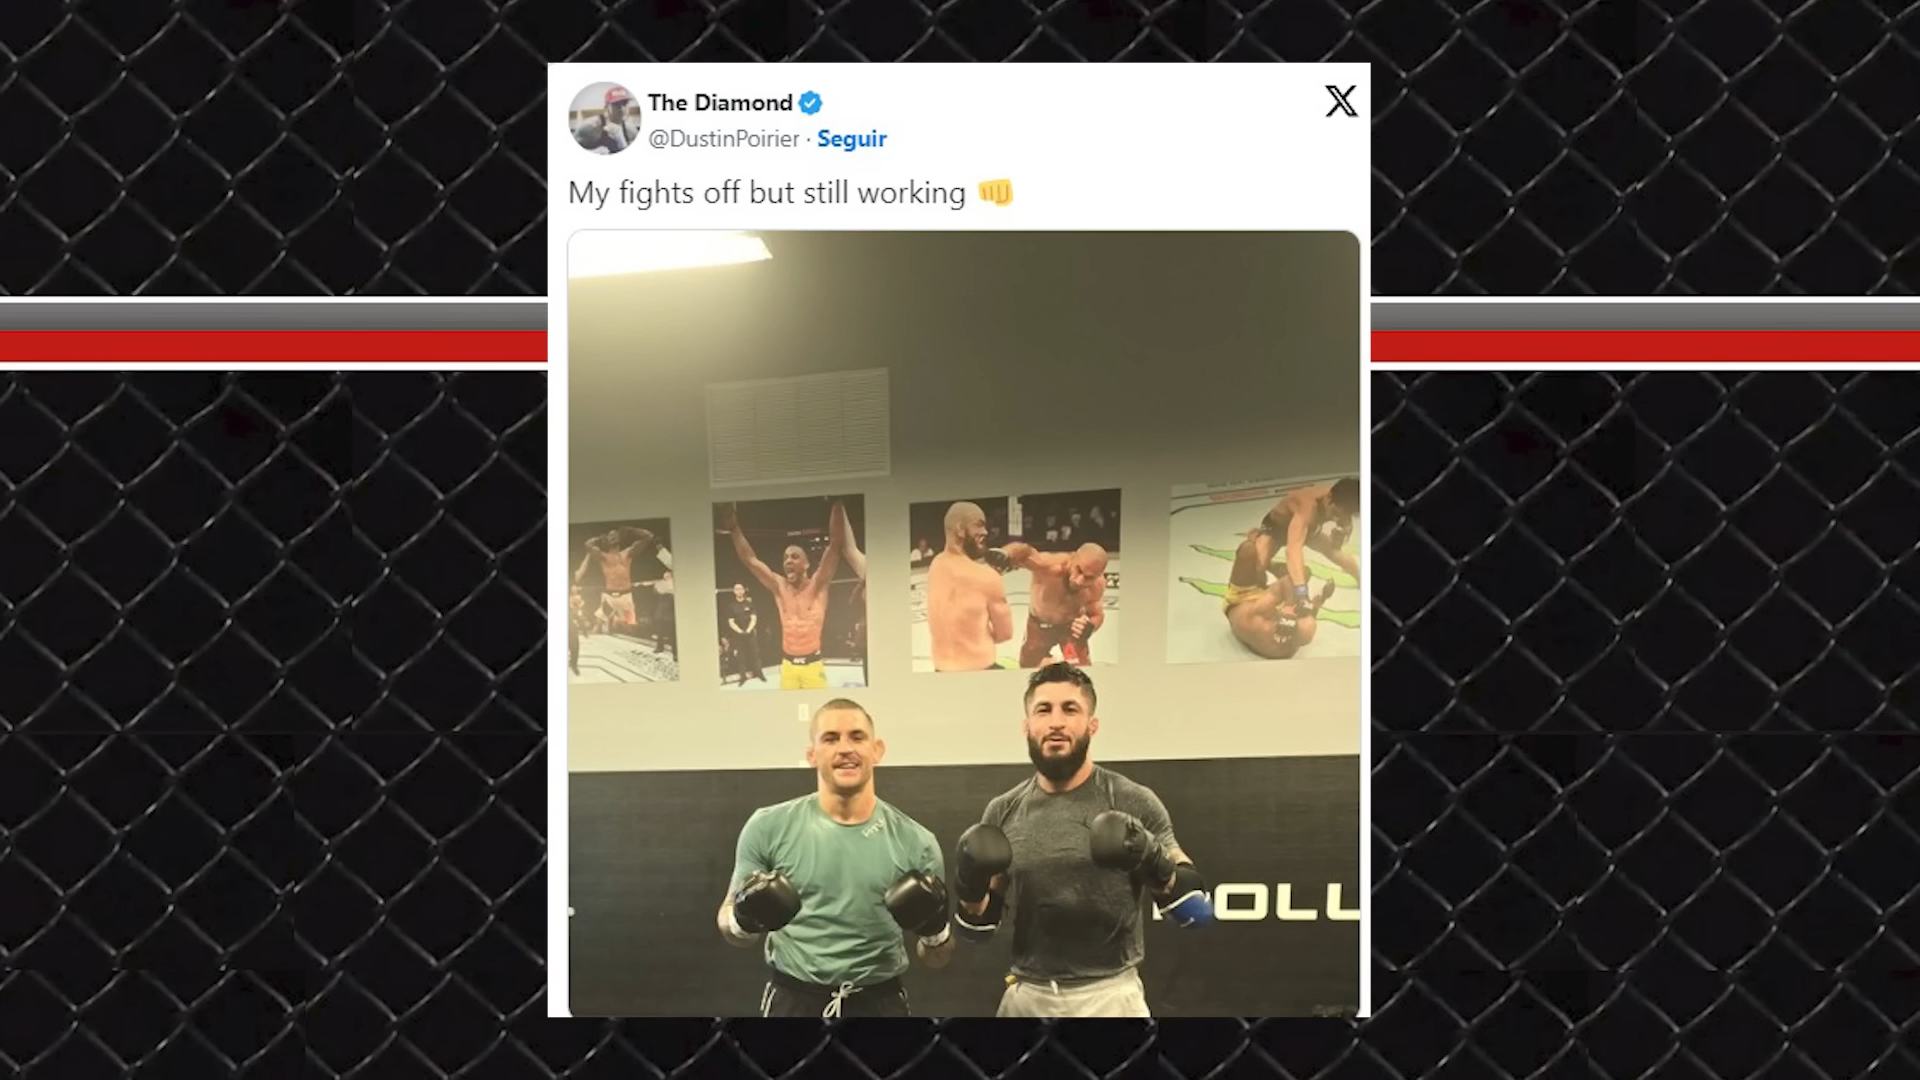 The Diamond
@DustinPoirier · Seguir
My fights off but still working 👊
OLL